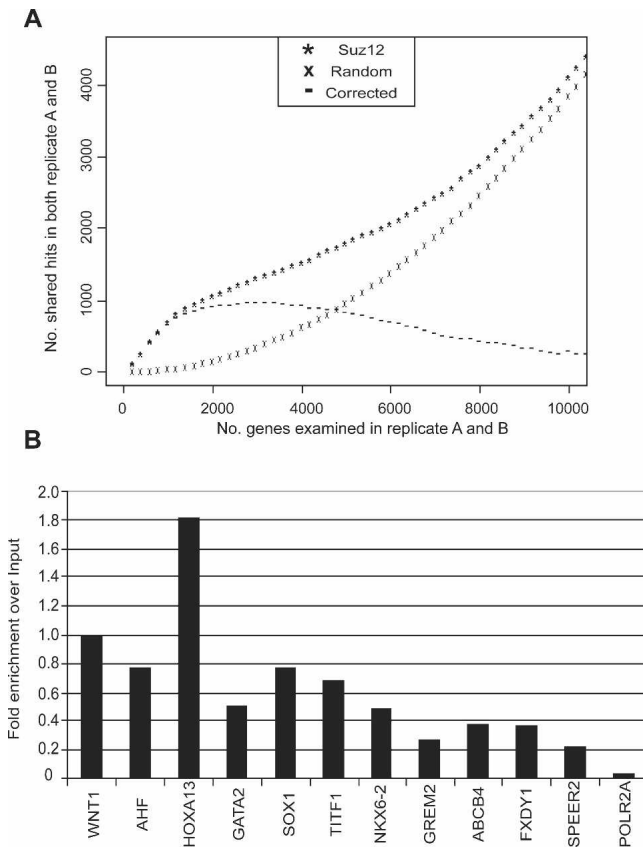 A
* Suz12
x Random
- Corrected
No. shared hits in both replicate A and B
4000
3000
2000
1000
0
0 2000 4000 6000 8000 10000
No. genes examined in replicate A and B
B
Fold enrichment over Input
2.0
1.8
1.6
1.4
1.2
1.0
0.8
0.6
0.4
0.2
0
WNT1
AHF
HOXA13
GATA2
SOX1
TITF1
NKX6-2
GREM2
ABCB4
FXDY1
SPEER2
POLR2A